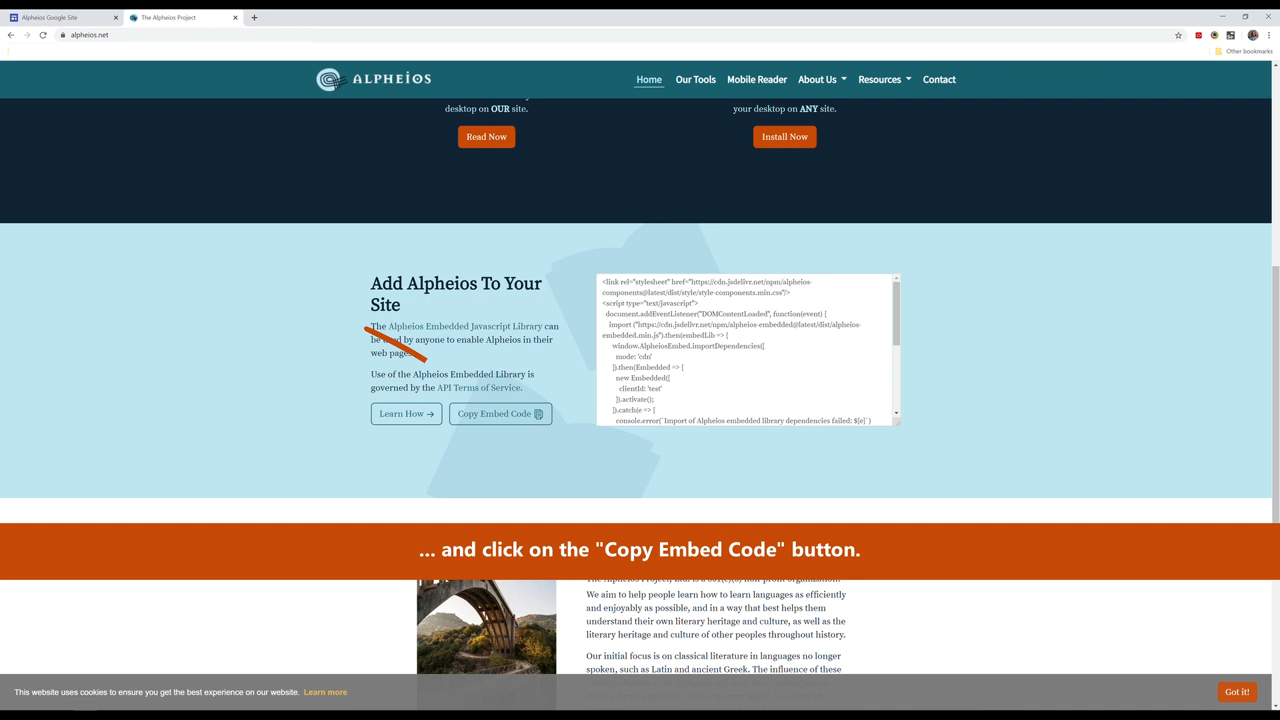 Alpheios Google Site
The Alpheios Project
alpheios.net
Other bookmarks
ALPHEIOS
Home Our Tools Mobile Reader About Us Resources Contact
desktop on OUR site.
your desktop on ANY site.
Read Now
Install Now
Add Alpheios To Your
Site
The Alpheios Embedded Javascript Library can
be used by anyone to enable Alpheios in their
web pages.
Use of the Alpheios Embedded Library is
governed by the API Terms of Service.
Learn How →
Copy Embed Code
<link rel="stylesheet" href="https://cdn.jsdelivr.net/npm/alpheios-
components@latest/dist/style/style-components.min.css"/>
<script type="text/javascript">
document.addEventListener("DOMContentLoaded", function(event) {
import ("https://cdn.jsdelivr.net/npm/alpheios-embedded@latest/dist/alpheios-
embedded.min.js").then(embedLib => {
window.AlpheiosEmbed.importDependencies({
mode: 'cdn'
}).then(Embedded => {
new Embedded({
clientId: 'test'
}).activate();
}).catch(e => {
console.error(`Import of Alpheios embedded library dependencies failed: ${e}`)
... and click on the "Copy Embed Code" button.
The Alpheios Project, Ltd. is a 501(c)(3) non-profit organization.
We aim to help people learn how to learn languages as efficiently
and enjoyably as possible, and in a way that best helps them
understand their own literary heritage and culture, as well as the
literary heritage and culture of other peoples throughout history.
Our initial focus is on classical literature in languages no longer
spoken, such as Latin and ancient Greek. The influence of these
This website uses cookies to ensure you get the best experience on our website. Learn more
Got it!